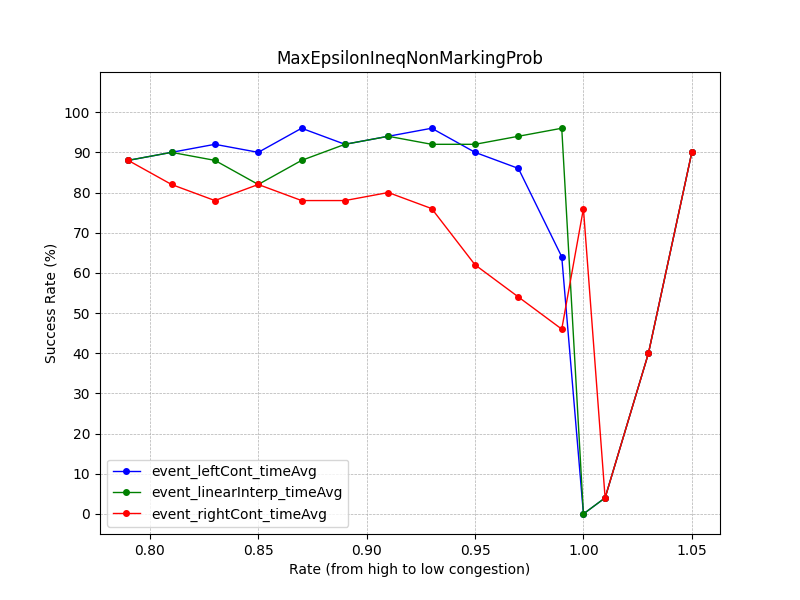 MaxEpsilonIneqNonMarkingProb
100
90
80
70
60
50
40
30
20
10
0
Success Rate (%)
event_leftCont_timeAvg
event_linearInterp_timeAvg
event_rightCont_timeAvg
0.80 0.85 0.90 0.95 1.00 1.05
Rate (from high to low congestion)